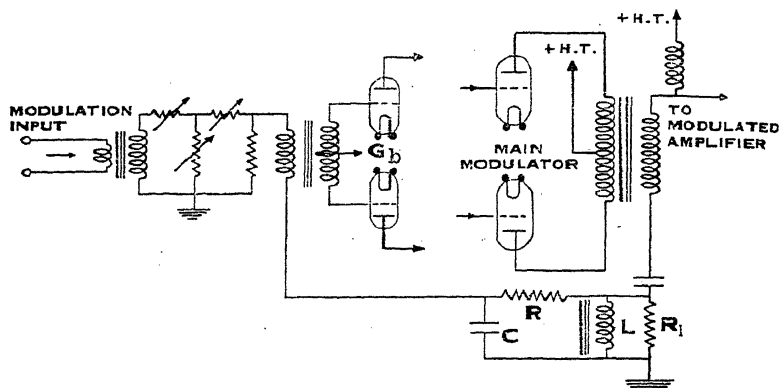 + H.T.
+ H.T.
MODULATION
INPUT
TO
MODULATED
AMPLIFIER
Gb
MAIN
MODULATOR
R
C
L
R1